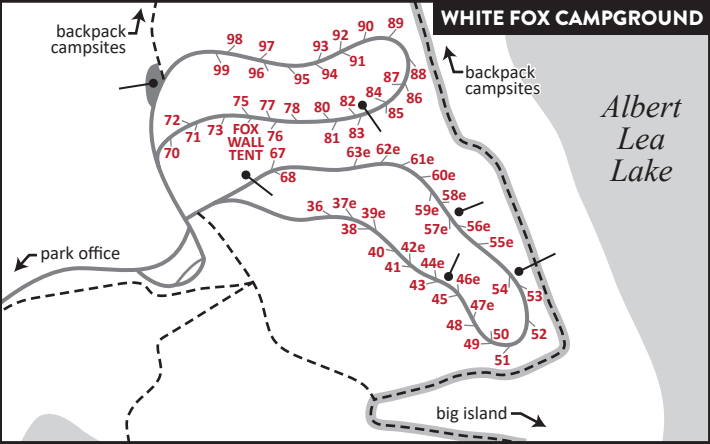 WHITE FOX CAMPGROUND
backpack
campsites
backpack
campsites
Albert
Lea
Lake
98
97
93
92
90
89
99
96
95
94
91
88
87
86
84
85
82
83
80
81
78
77
76
75
73
72
71
70
FOX
WALL
TENT
67
68
63e
62e
61e
60e
58e
59e
57e
56e
55e
36
37e
39e
38
40
42e
41
44e
43
46e
45
47e
48
49
50
51
52
53
54
park office
big island